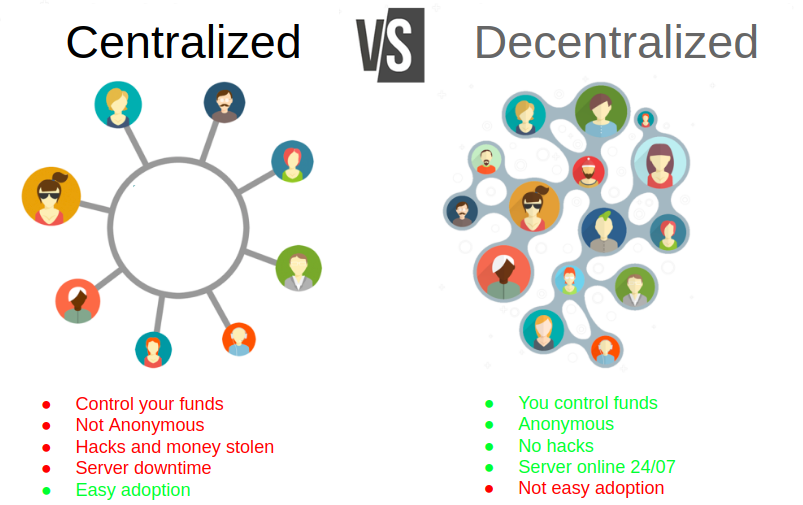 Centralized
VS
Decentralized
Control your funds
Not Anonymous
Hacks and money stolen
Server downtime
Easy adoption
You control funds
Anonymous
No hacks
Server online 24/07
Not easy adoption